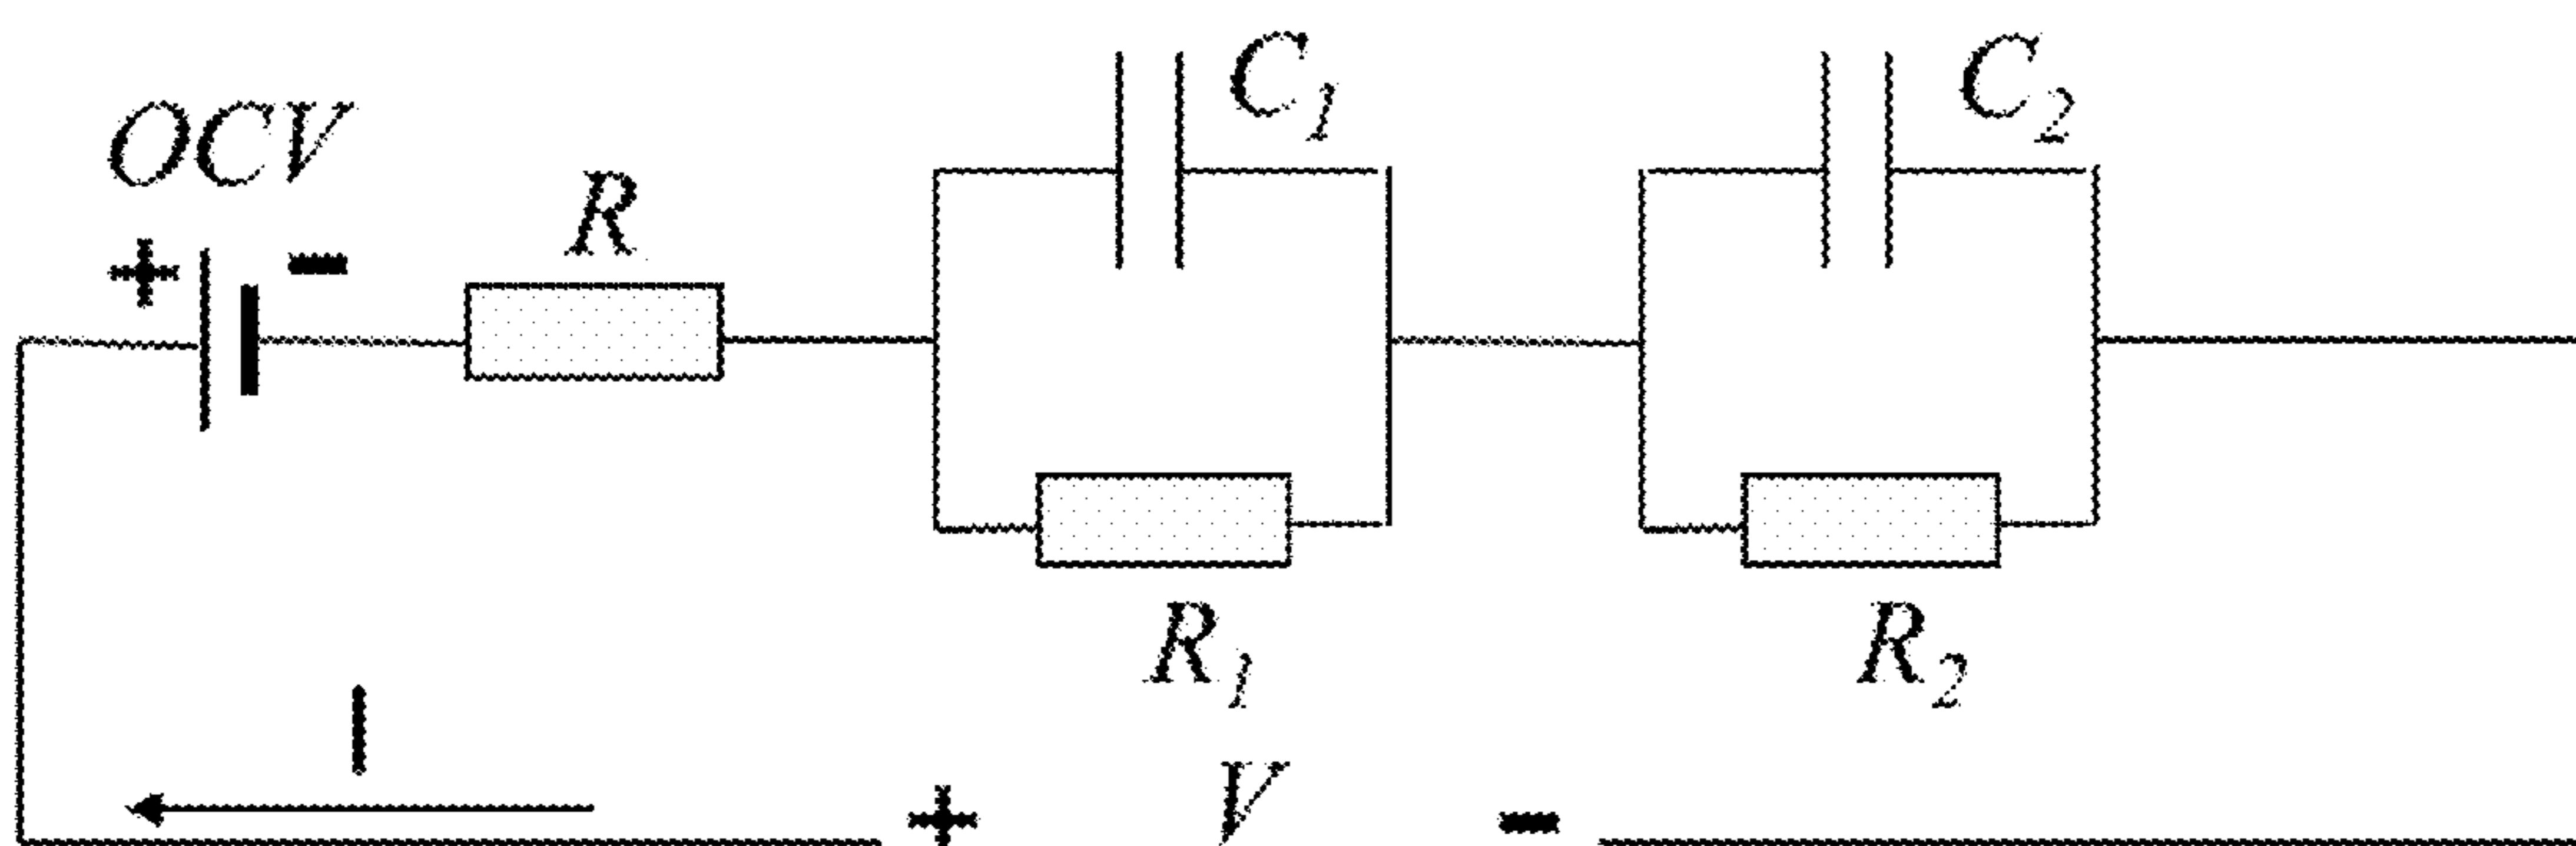 C₁
C₂
OCV
R
+ -
R₁
R₂
I
+ V -